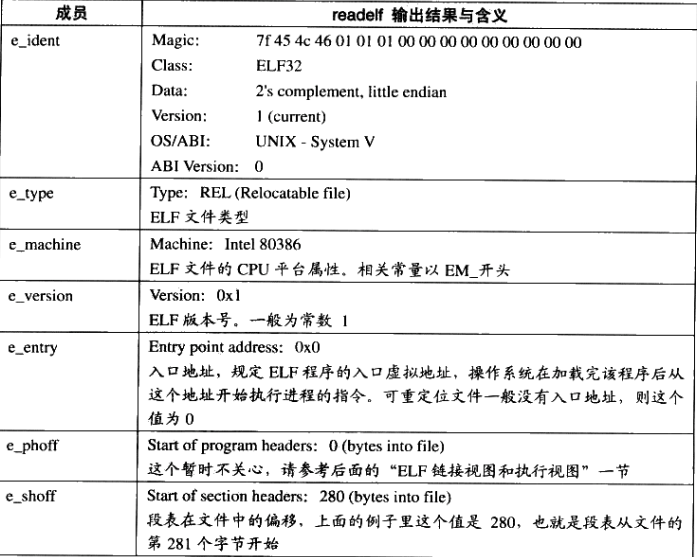 成员 readelf 输出结果与含义
e_ident Magic: 7f 45 4c 46 01 01 01 00 00 00 00 00 00 00 00 00
Class: ELF32
Data: 2's complement, little endian
Version: 1 (current)
OS/ABI: UNIX - System V
ABI Version: 0
e_type Type: REL (Relocatable file)
ELF 文件类型
e_machine Machine: Intel 80386
ELF 文件的 CPU 平台属性。相关常量以 EM_开头
e_version Version: 0x1
ELF 版本号。一般为常数 1
e_entry Entry point address: 0x0
入口地址，规定 ELF 程序的入口虚拟地址，操作系统在加载完该程序后从
这个地址开始执行进程的指令。可重定位文件一般没有入口地址，则这个
值为 0
e_phoff Start of program headers: 0 (bytes into file)
这个暂时不关心，请参考后面的“ELF 链接视图和执行视图”一节
e_shoff Start of section headers: 280 (bytes into file)
段表在文件中的偏移，上面的例子里这个值是 280，也就是段表从文件的
第 281 个字节开始